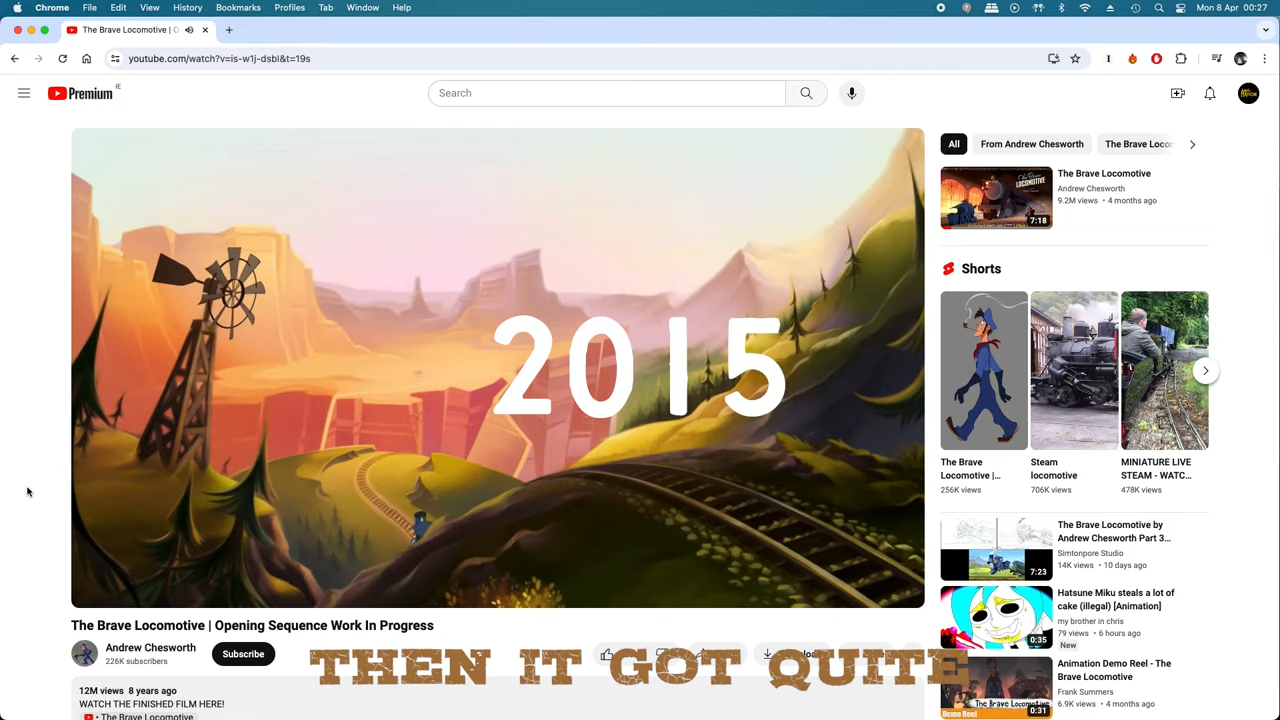 Chrome File Edit View History Bookmarks Profiles Tab Window Help
Mon 8 Apr 00:27
The Brave Locomotive | O
youtube.com/watch?v=is-w1j-dsbI&t=19s
Premium IE
Search
2015
The Brave Locomotive | Opening Sequence Work In Progress
Andrew Chesworth
226K subscribers
Subscribe
THEN IT GOT QUITE
12M views 8 years ago
WATCH THE FINISHED FILM HERE!
• The Brave Locomotive
All
From Andrew Chesworth
The Brave Locor
The Brave Locomotive
Andrew Chesworth
9.2M views • 4 months ago
7:18
Shorts
The Brave
Locomotive |...
256K views
Steam
locomotive
706K views
MINIATURE LIVE
STEAM - WATC...
478K views
The Brave Locomotive by
Andrew Chesworth Part 3...
Simtonpore Studio
14K views • 10 days ago
7:23
Hatsune Miku steals a lot of
cake (illegal) [Animation]
my brother in chris
79 views • 6 hours ago
New
0:35
Animation Demo Reel - The
Brave Locomotive
Frank Summers
6.9K views • 4 months ago
The Brave Locomotive
Demo Reel
0:31